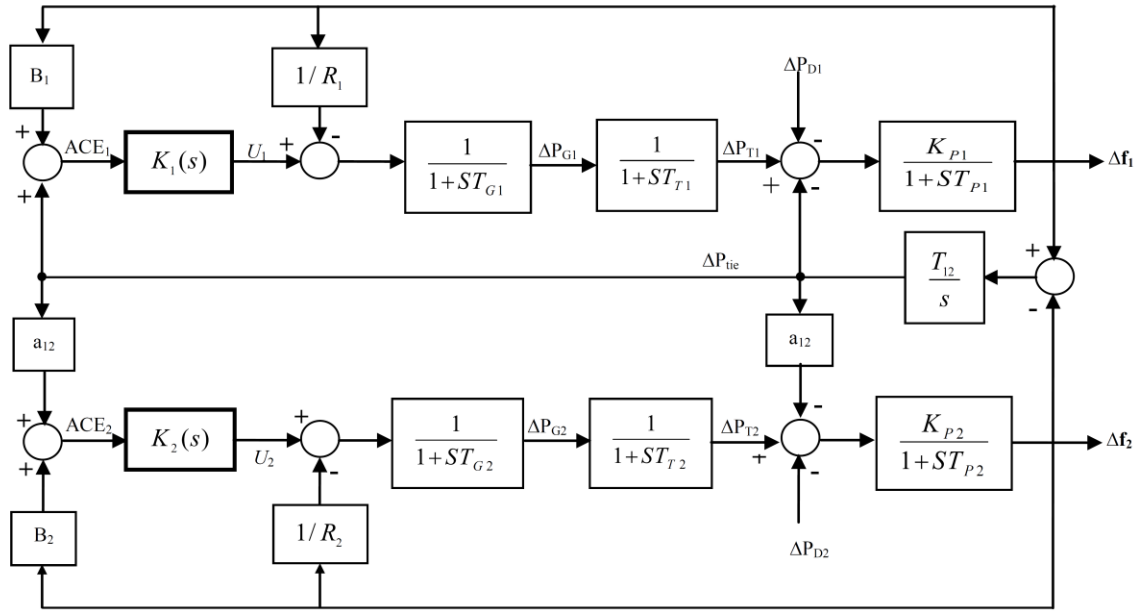 B₁
1/ R₁
ΔP_D1
+
ACE₁
K₁(s)
U₁
+
-
1
1+ST_G1
ΔP_G1
1
1+ST_T1
ΔP_T1
-
+
-
K_P1
1+ST_P1
Δf₁
+
ΔP_tie
T₁₂
s
+
-
a₁₂
a₁₂
+
ACE₂
K₂(s)
U₂
+
-
1
1+ST_G2
ΔP_G2
1
1+ST_T2
ΔP_T2
-
+
-
K_P2
1+ST_P2
Δf₂
+
B₂
1/ R₂
ΔP_D2